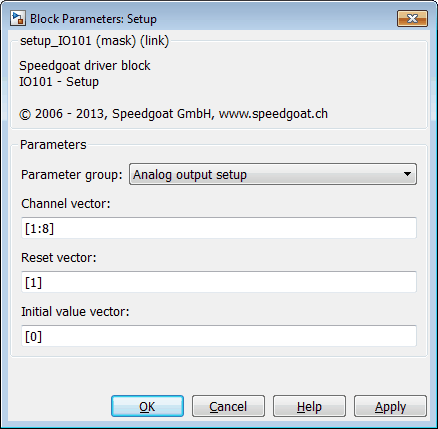 Block Parameters: Setup
setup_IO101 (mask) (link)
Speedgoat driver block
IO101 - Setup
© 2006 - 2013, Speedgoat GmbH, www.speedgoat.ch
Parameters
Parameter group: Analog output setup
Channel vector:
[1:8]
Reset vector:
[1]
Initial value vector:
[0]
OK Cancel Help Apply